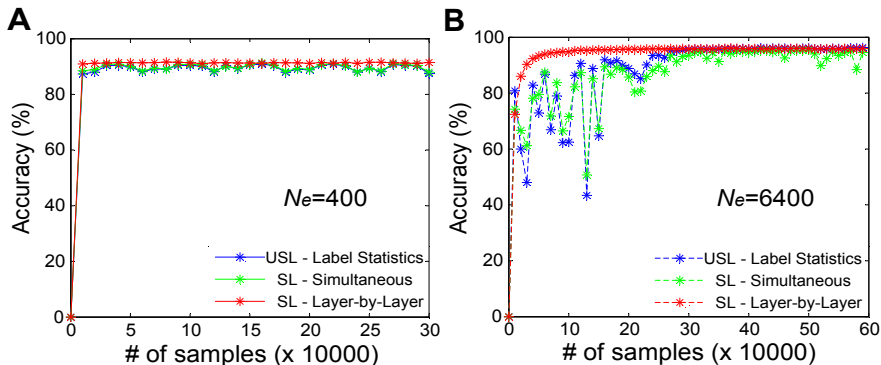 A
B
100
80
60
40
20
0
Accuracy (%)
Ne=400
USL - Label Statistics
SL - Simultaneous
SL - Layer-by-Layer
0 5 10 15 20 25 30
# of samples (x 10000)
100
80
60
40
20
0
Accuracy (%)
Ne=6400
USL - Label Statistics
SL - Simultaneous
SL - Layer-by-Layer
0 10 20 30 40 50 60
# of samples (x 10000)